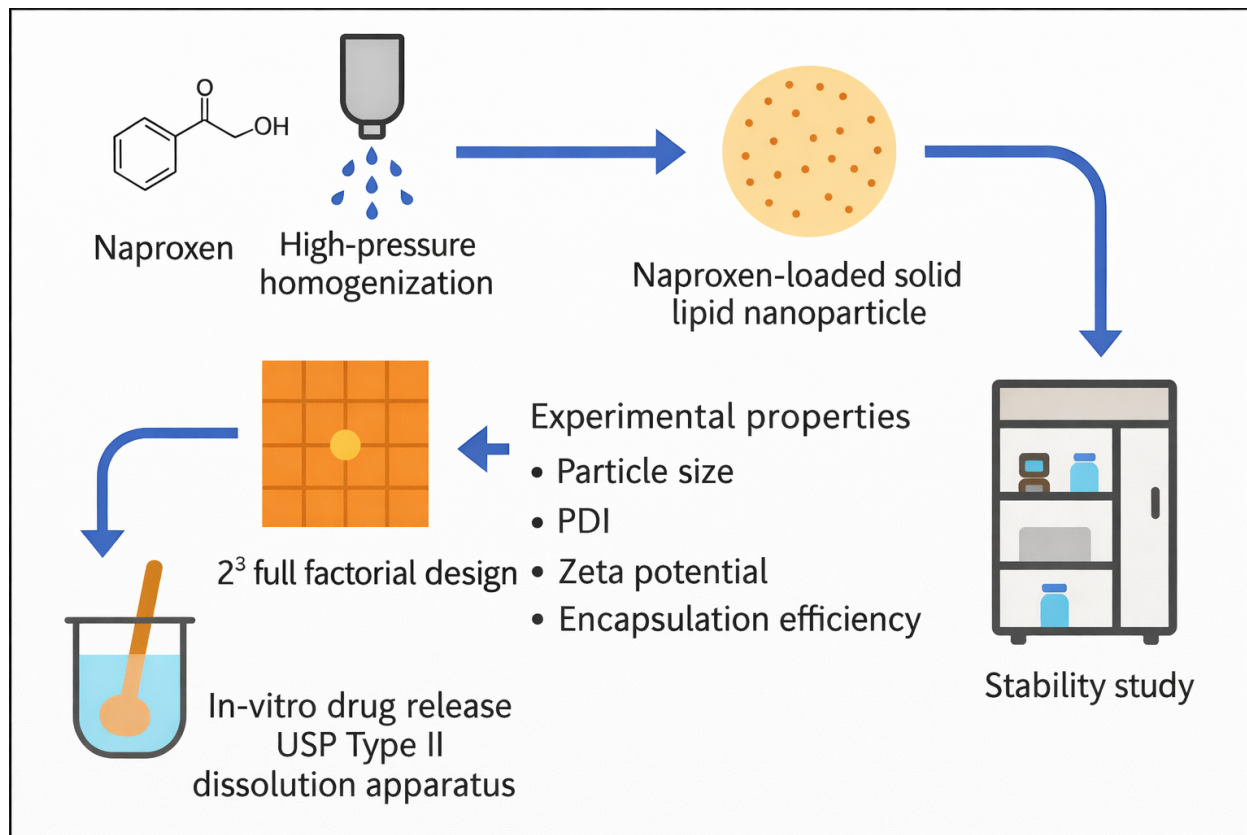 O
OH
Naproxen
High-pressure
homogenization
Naproxen-loaded solid
lipid nanoparticle
Experimental properties
• Particle size
• PDI
• Zeta potential
• Encapsulation efficiency
2³ full factorial design
Stability study
In-vitro drug release
USP Type II
dissolution apparatus